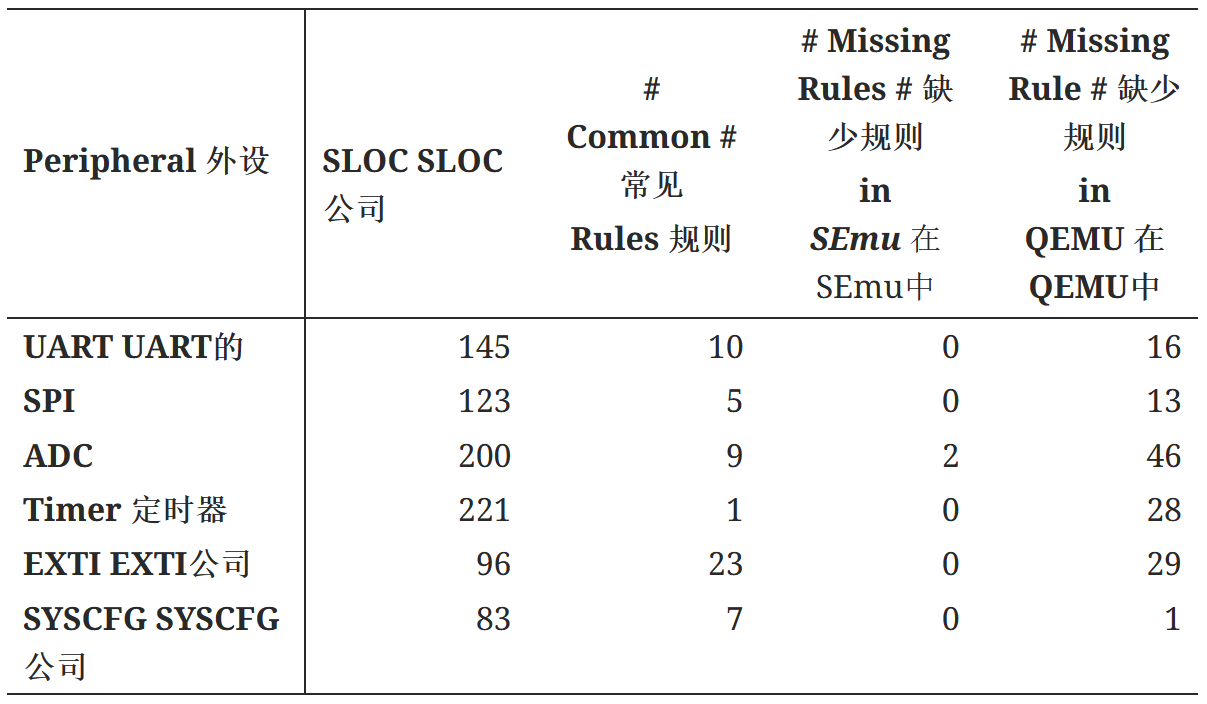 Peripheral 外设
SLOC SLOC
公司
#
Common #
常见
Rules 规则
# Missing
Rules # 缺
少规则
in
SEmu 在
SEmu中
# Missing
Rule # 缺少
规则
in
QEMU 在
QEMU中
UART UART的 145 10 0 16
SPI 123 5 0 13
ADC 200 9 2 46
Timer 定时器 221 1 0 28
EXTI EXTI公司 96 23 0 29
SYSCFG SYSCFG 83 7 0 1
公司